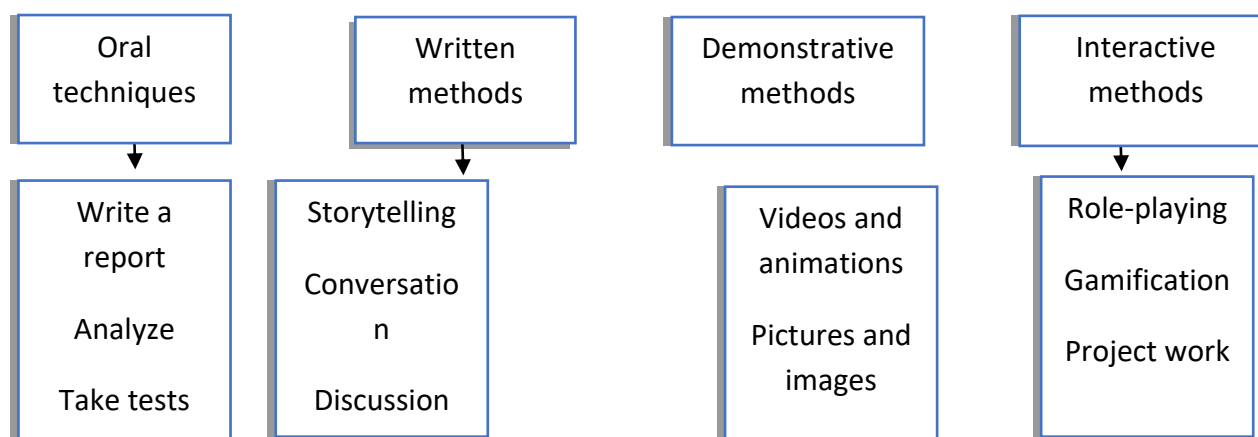 Oral
techniques
Written
methods
Demonstrative
methods
Interactive
methods
Write a
report
Analyze
Take tests
Storytelling
Conversatio
n
Discussion
Videos and
animations
Pictures and
images
Role-playing
Gamification
Project work